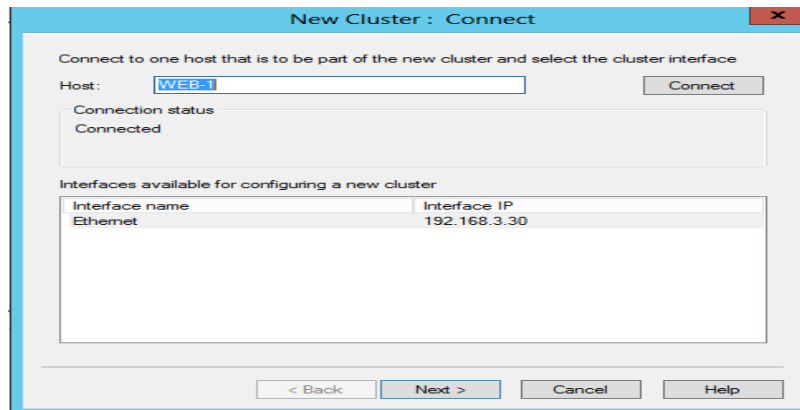 New Cluster : Connect
x
Connect to one host that is to be part of the new cluster and select the cluster interface
Host: WEB-1 Connect
Connection status
Connected
Interfaces available for configuring a new cluster
Interface name Interface IP
Ethernet 192.168.3.30
< Back Next > Cancel Help